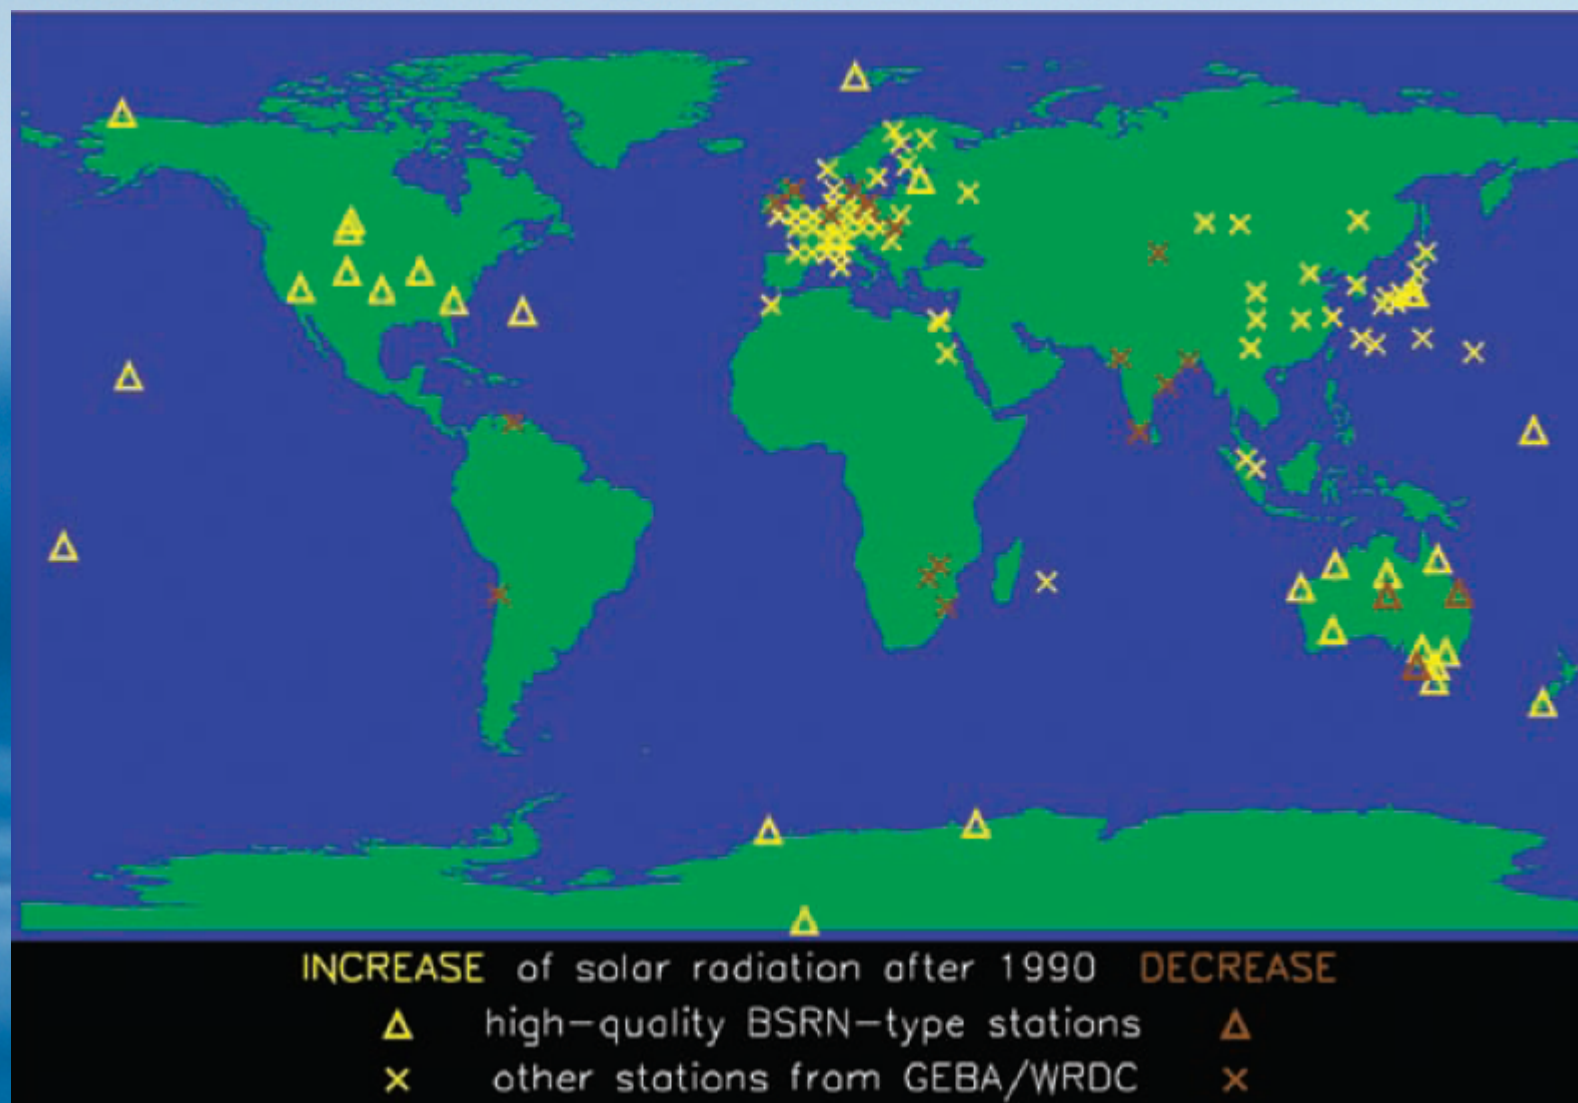 INCREASE of solar radiation after 1990 DECREASE
high-quality BSRN-type stations
other stations from GEBA/WRDC